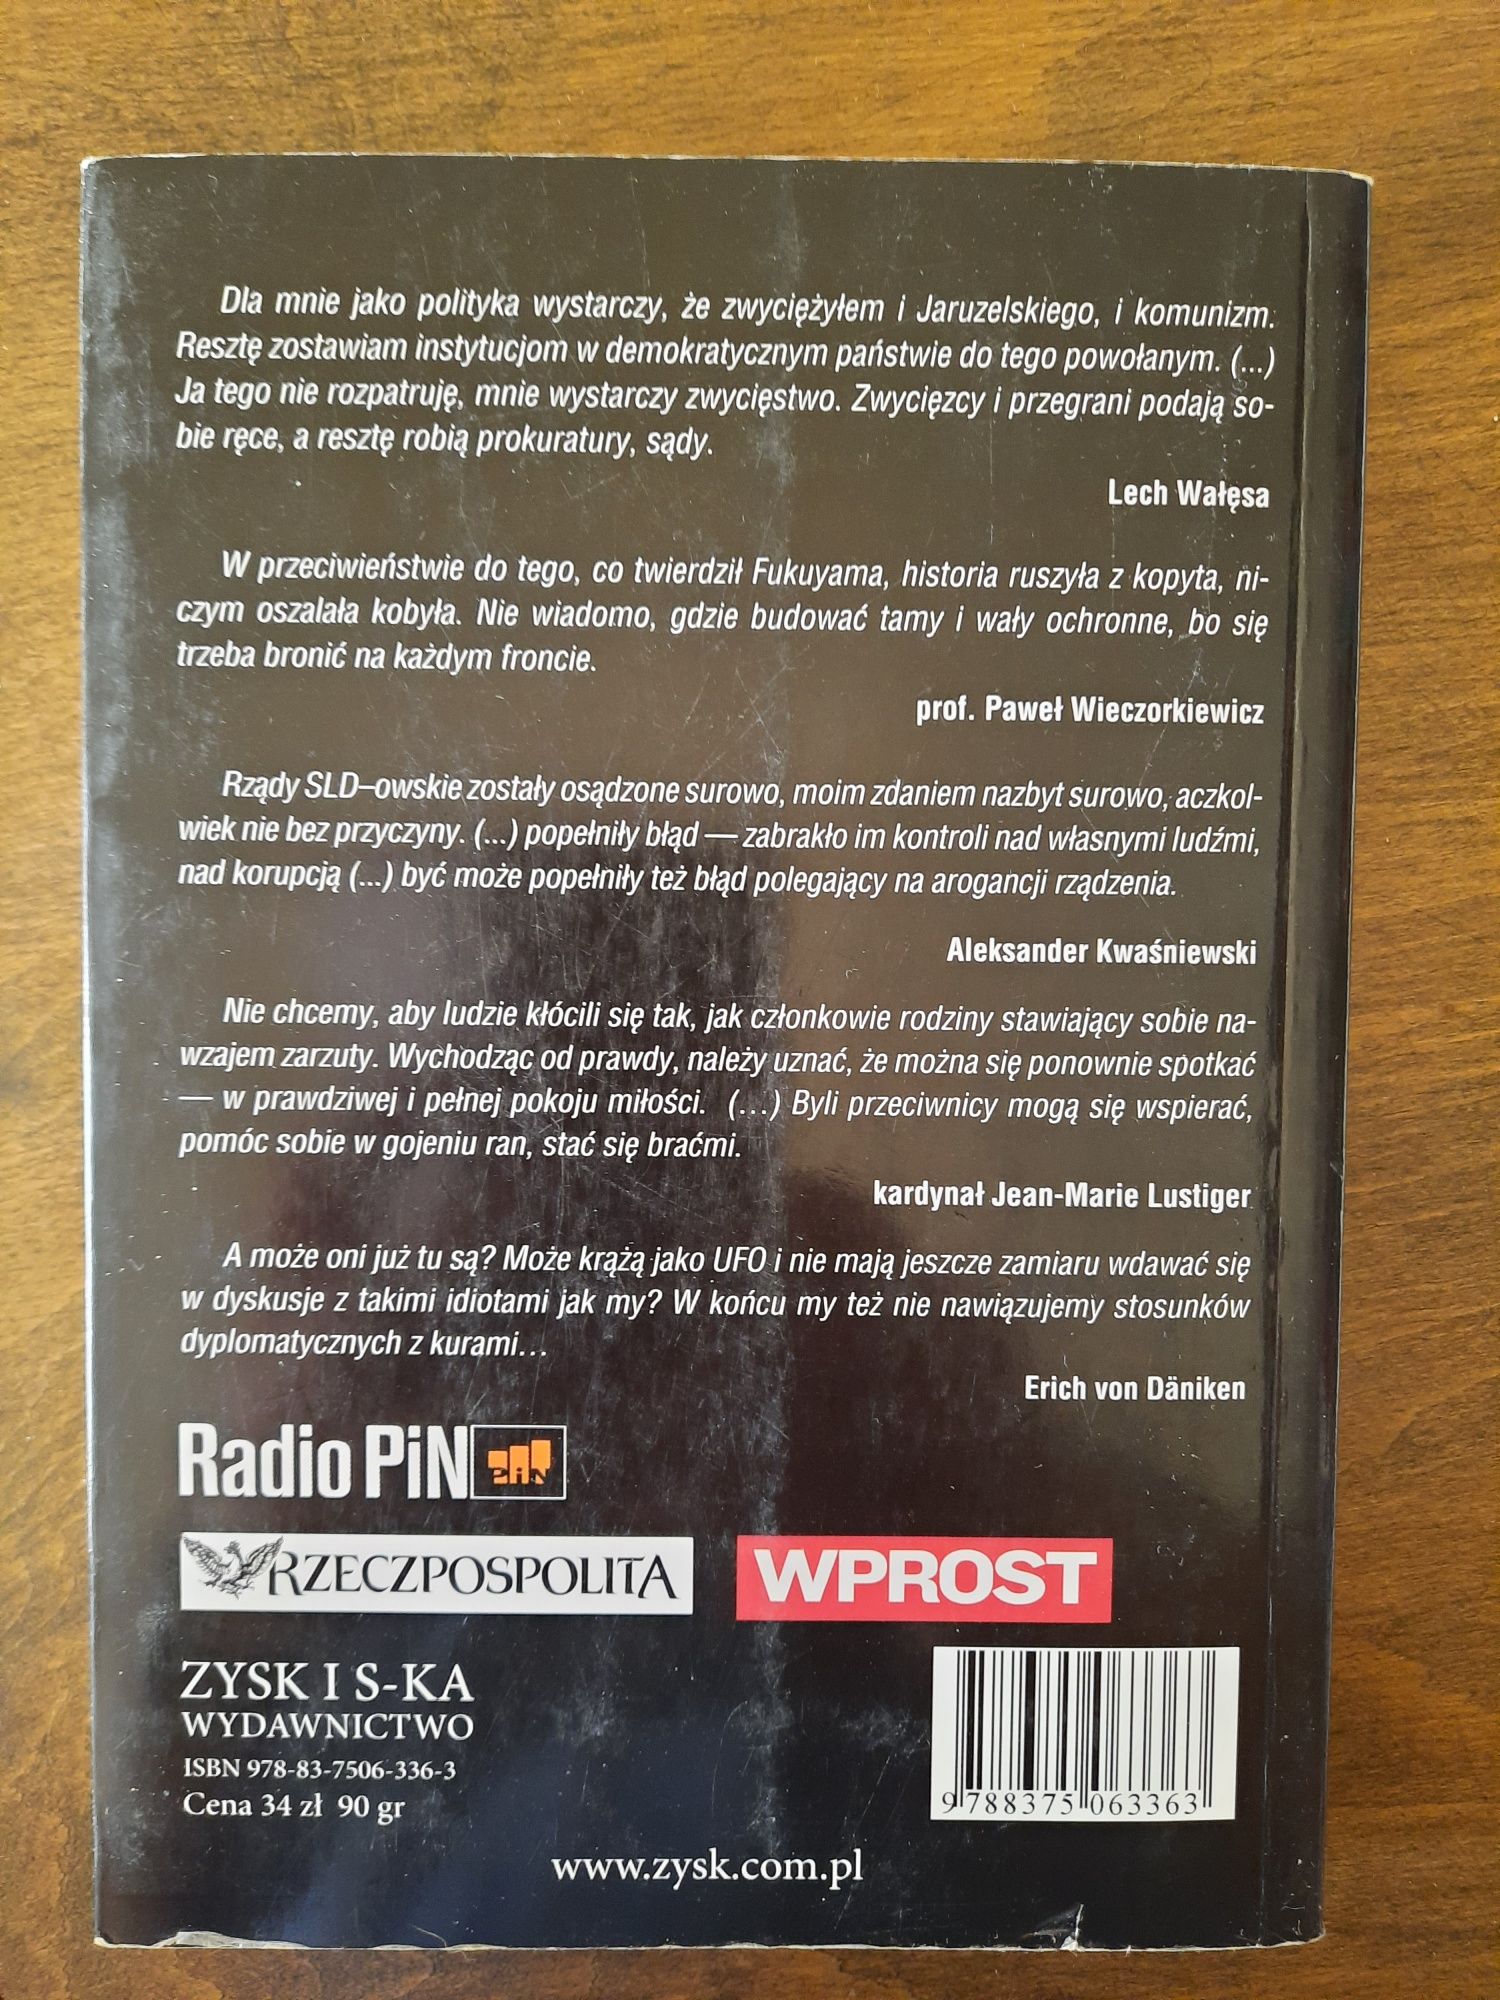 Dla mnie jako polityka wystarczy, że zwyciężyłem i Jaruzelskiego, i komunizm.
Resztę zostawiam instytucjom w demokratycznym państwie do tego powołanym. (...)
Ja tego nie rozpatruję, mnie wystarczy zwycięstwo. Zwycięzcy i przegrani podają so-
bie ręce, a resztę robią prokuratury, sądy.
Lech Wałęsa
W przeciwieństwie do tego, co twierdził Fukuyama, historia ruszyła z kopyta, ni-
czym oszalała kobyła. Nie wiadomo, gdzie budować tamy i wały ochronne, bo się
trzeba bronić na każdym froncie.
prof. Paweł Wieczorkiewicz
Rządy SLD–owskie zostały osądzone surowo, moim zdaniem nazbyt surowo, aczkol-
wiek nie bez przyczyny. (...) popełniły błąd — zabrakło im kontroli nad własnymi ludźmi,
nad korupcją (...) być może popełniły też błąd polegający na arogancji rządzenia.
Aleksander Kwaśniewski
Nie chcemy, aby ludzie kłócili się tak, jak członkowie rodziny stawiający sobie na-
wzajem zarzuty. Wychodząc od prawdy, należy uznać, że można się ponownie spotkać
— w prawdziwej i pełnej pokoju miłości. (...) Byli przeciwnicy mogą się wspierać,
pomóc sobie w gojeniu ran, stać się braćmi.
kardynał Jean-Marie Lustiger
A może oni już tu są? Może krążą jako UFO i nie mają jeszcze zamiaru wdawać się
w dyskusje z takimi idiotami jak my? W końcu my też nie nawiązujemy stosunków
dyplomatycznych z kurami...
Erich von Däniken
Radio PiN PiN
RZECZPOSPOLITA WPROST
ZYSK I S-KA
WYDAWNICTWO
ISBN 978-83-7506-336-3
Cena 34 zł 90 gr
9 788375 063363
www.zysk.com.pl